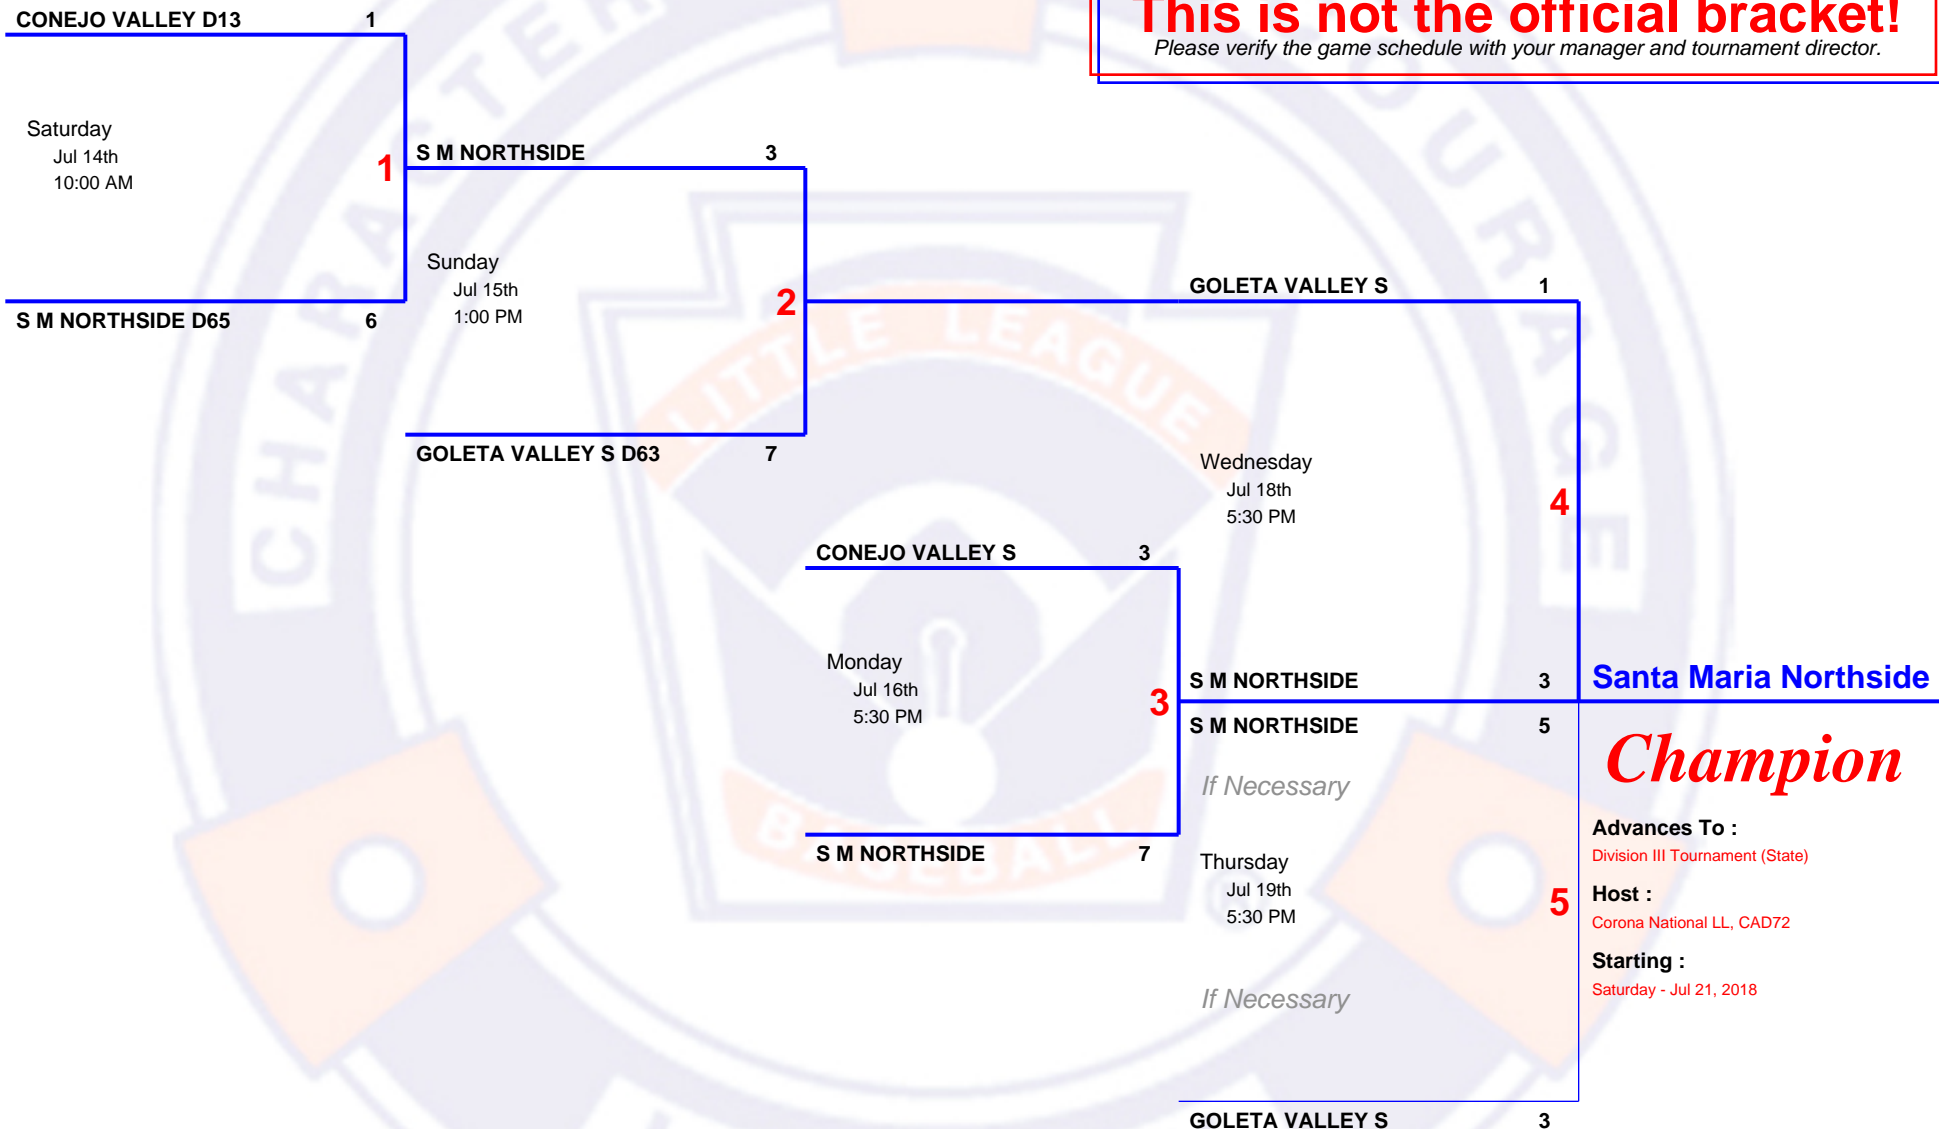 CONEJO VALLEY D13 1
This is not the official bracket!
Please verify the game schedule with your manager and tournament director.
Saturday
Jul 14th
10:00 AM
1
S M NORTHSIDE D65 6
S M NORTHSIDE 3
Sunday
Jul 15th
1:00 PM
2
GOLETA VALLEY S D63 7
CONEJO VALLEY S 3
Monday
Jul 16th
5:30 PM
3
S M NORTHSIDE 7
GOLETA VALLEY S 1
Wednesday
Jul 18th
5:30 PM
4
S M NORTHSIDE 3
S M NORTHSIDE 5
If Necessary
Thursday
Jul 19th
5:30 PM
5
If Necessary
GOLETA VALLEY S 3
Santa Maria Northside
Champion
Advances To :
Division III Tournament (State)
Host :
Corona National LL, CAD72
Starting :
Saturday - Jul 21, 2018
LITTLE LEAGUE
BASEBALL
®